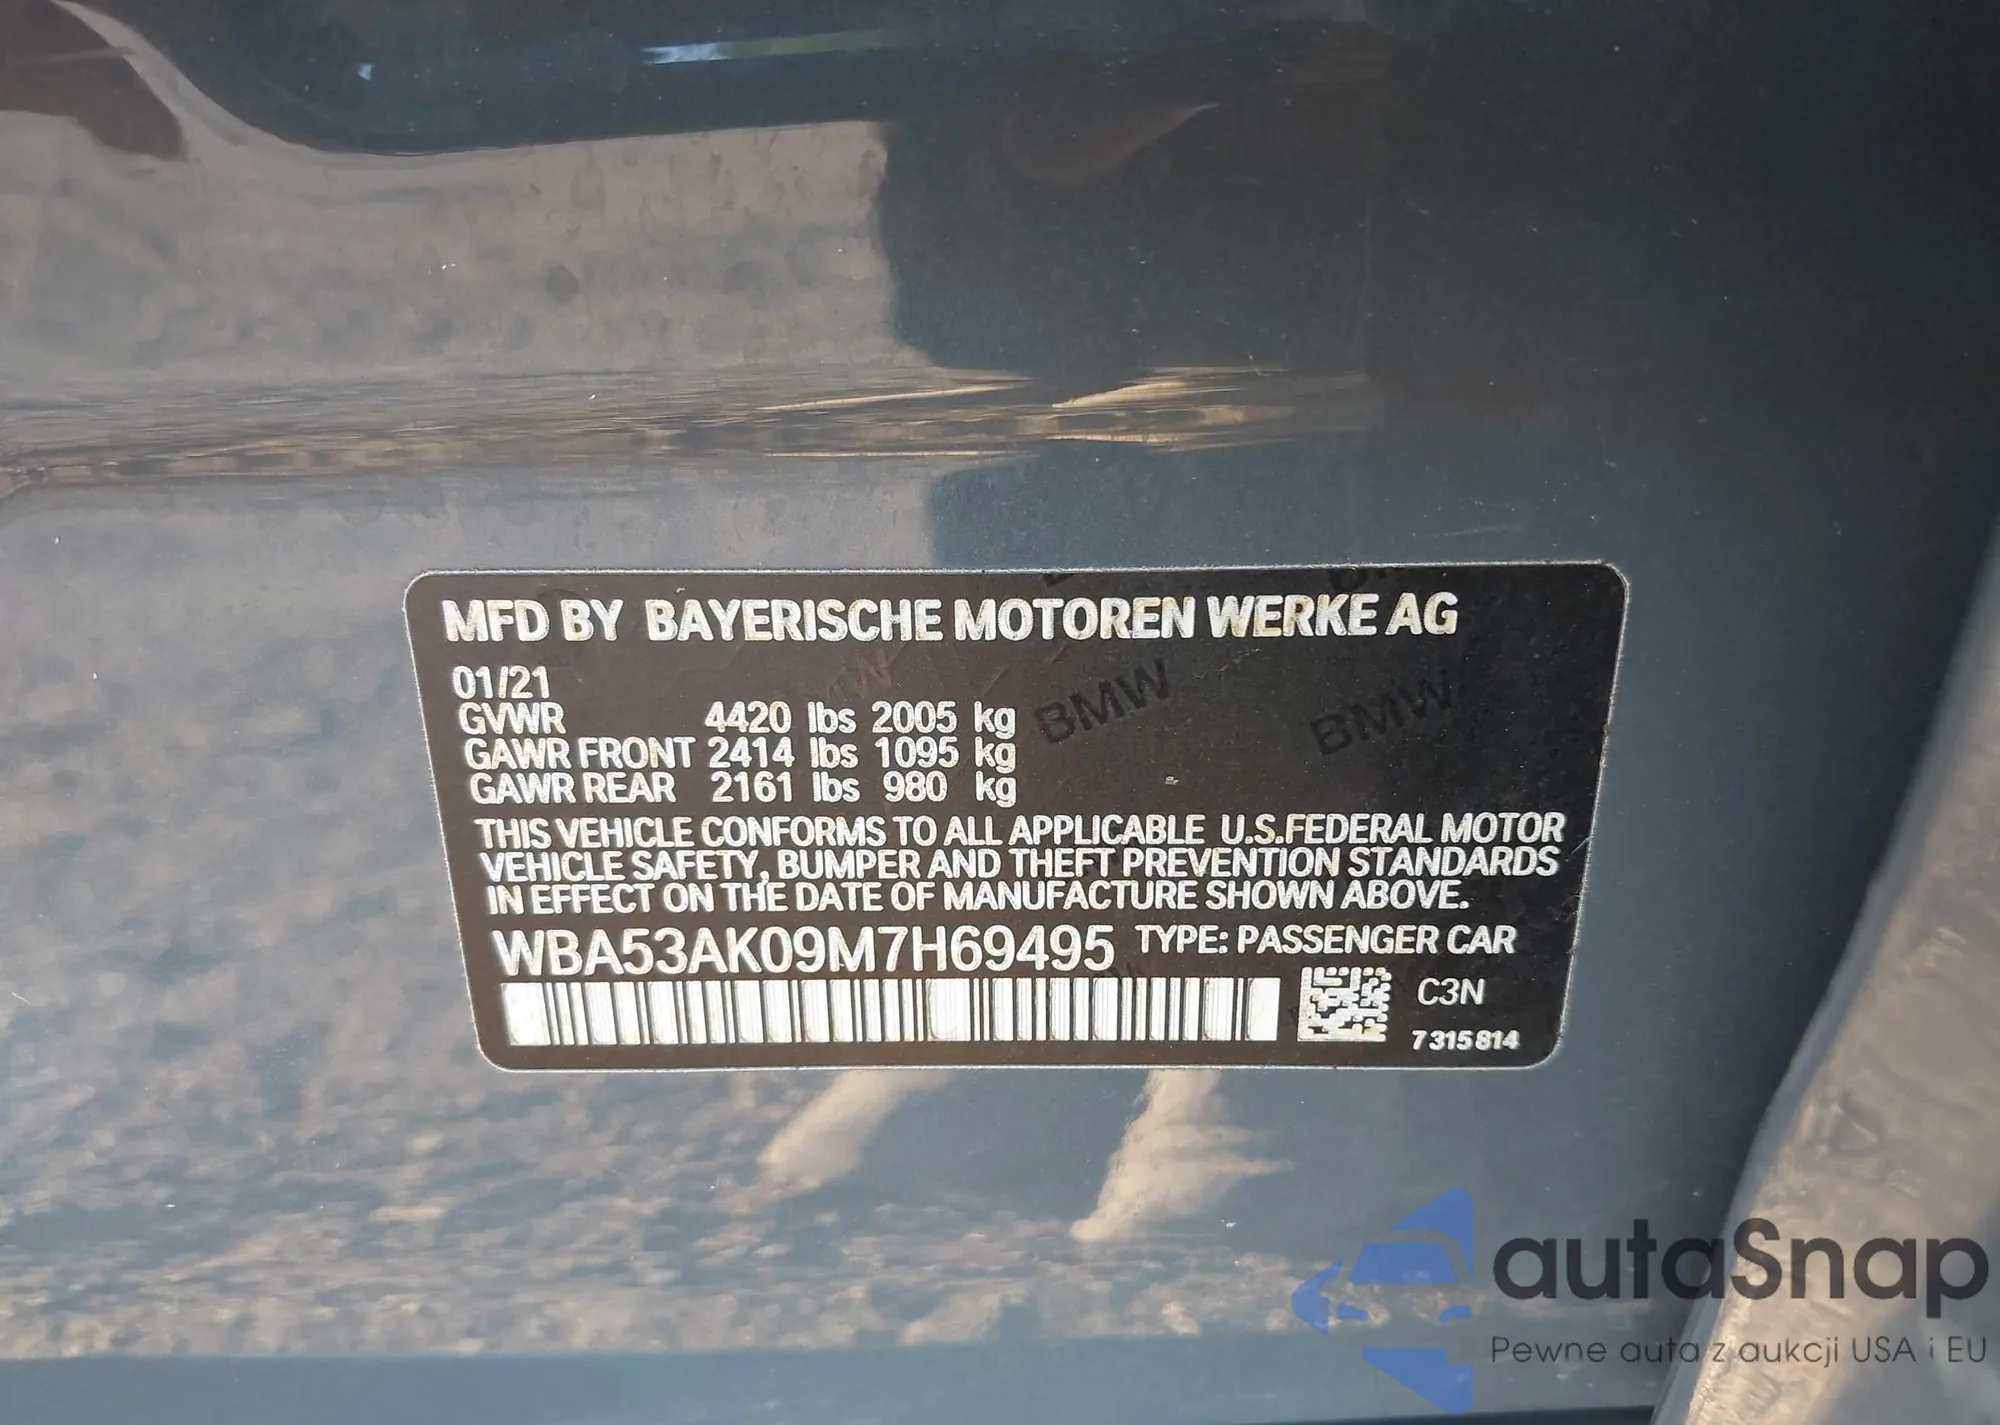 MFD BY BAYERISCHE MOTOREN WERKE AG
01/21
GVWR 4420 lbs 2005 kg
GAWR FRONT 2414 lbs 1095 kg
GAWR REAR 2161 lbs 980 kg
THIS VEHICLE CONFORMS TO ALL APPLICABLE U.S.FEDERAL MOTOR
VEHICLE SAFETY, BUMPER AND THEFT PREVENTION STANDARDS
IN EFFECT ON THE DATE OF MANUFACTURE SHOWN ABOVE.
WBA53AK09M7H69495 TYPE: PASSENGER CAR
C3N
7 315 814
BMW BMW
autaSnap
Pewne auta z aukcji USA i EU